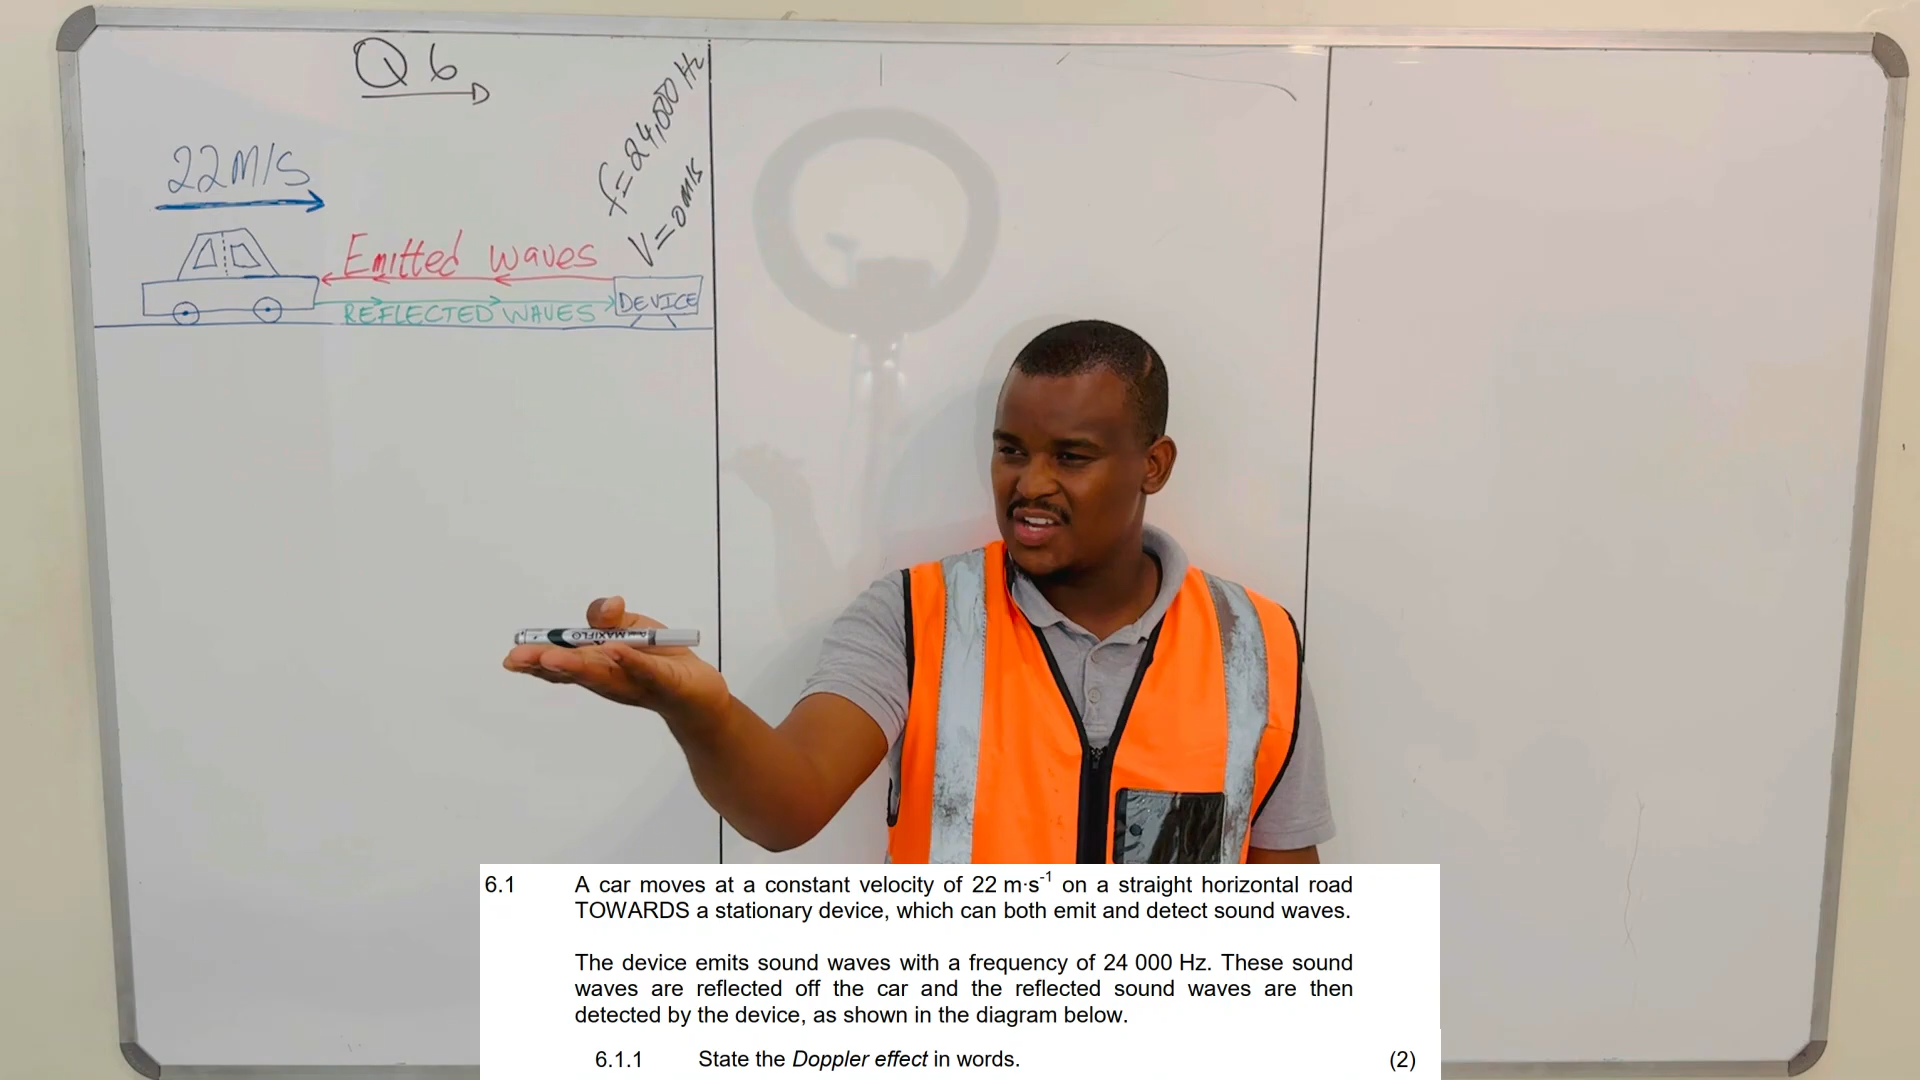 Q 6
22M/S
f=24,000 Hz
V=0m/s
Emitted waves
REFLECTED WAVES
DEVICE
MAXIFLO
6.1 A car moves at a constant velocity of 22 m·s-1 on a straight horizontal road
TOWARDS a stationary device, which can both emit and detect sound waves.
The device emits sound waves with a frequency of 24 000 Hz. These sound
waves are reflected off the car and the reflected sound waves are then
detected by the device, as shown in the diagram below.
6.1.1 State the Doppler effect in words. (2)